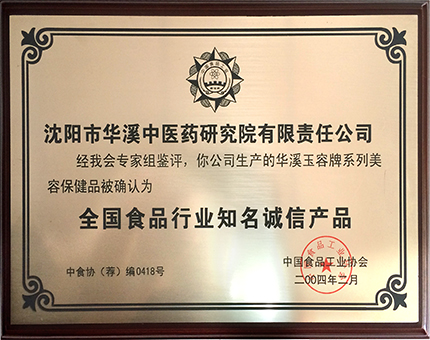 沈阳市华溪中医药研究院有限责任公司
经我会专家组鉴评，你公司生产的华溪玉容牌系列美
容保健品被确认为
全国食品行业知名诚信产品
中食协（荐）编0418号
中国食品工业协会
二00四年二月